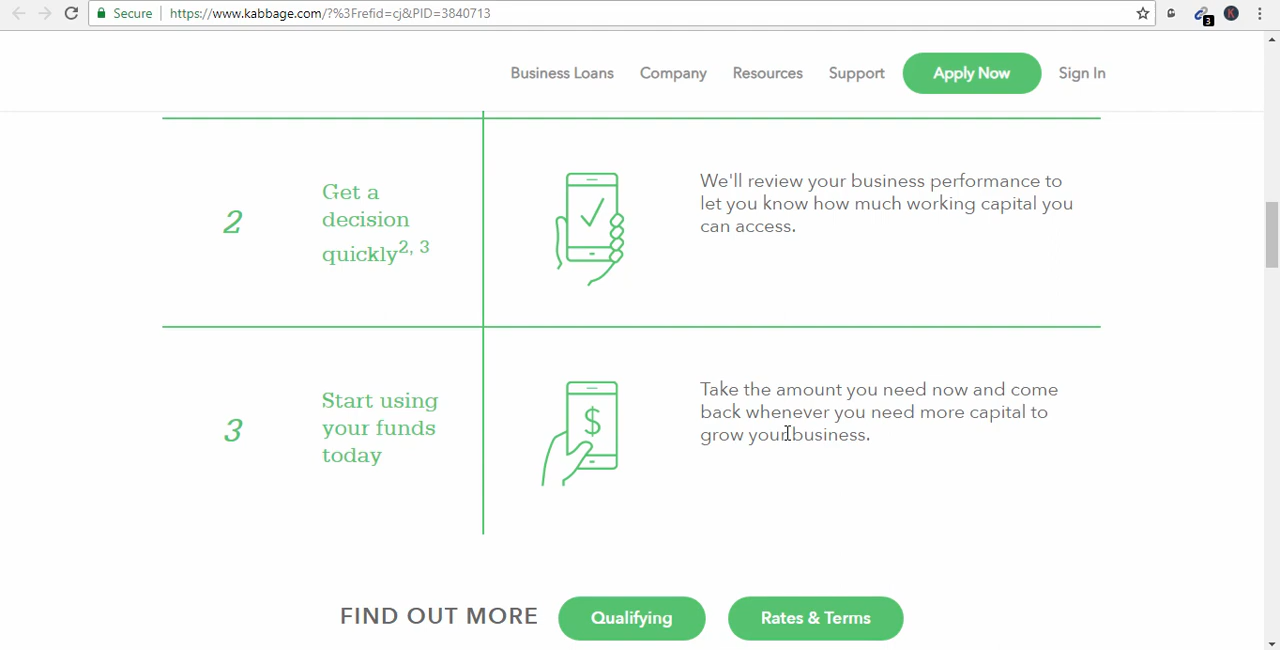 Secure
https://www.kabbage.com/?%3Frefid=cj&PID=3840713
3
K
Business Loans
Company
Resources
Support
Apply Now
Sign In
2
Get a
decision
quickly2, 3
We'll review your business performance to
let you know how much working capital you
can access.
3
Start using
your funds
today
$
Take the amount you need now and come
back whenever you need more capital to
grow your business.
FIND OUT MORE
Qualifying
Rates & Terms